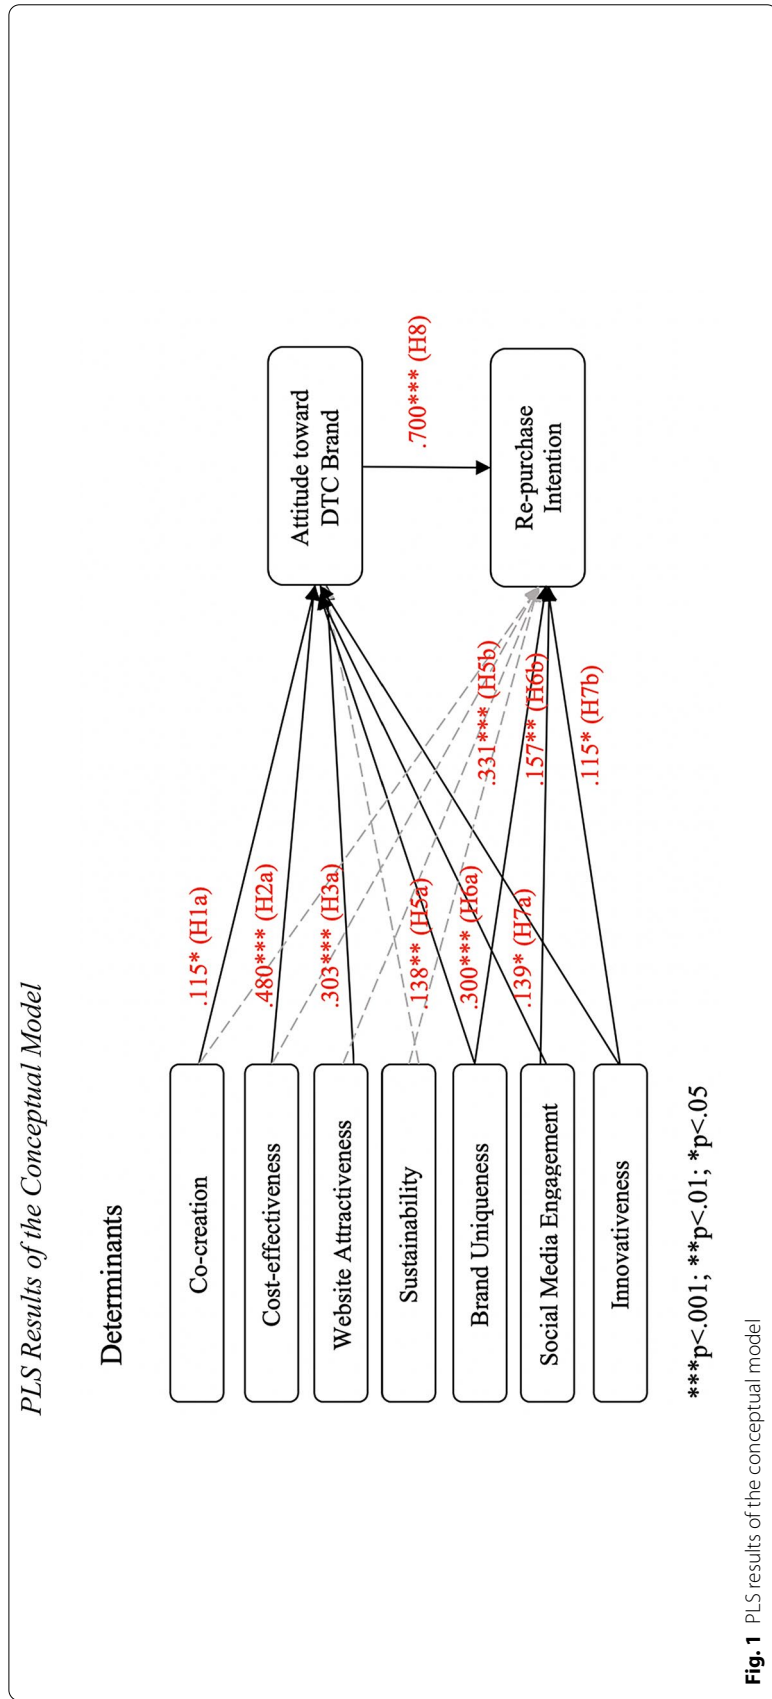 PLS Results of the Conceptual Model
Determinants
Co-creation
Cost-effectiveness
Website Attractiveness
Sustainability
Brand Uniqueness
Social Media Engagement
Innovativeness
.115* (H1a)
.480*** (H2a)
.303*** (H3a)
.138** (H5a)
.300*** (H6a)
.139* (H7a)
.331*** (H5b)
.157** (H6b)
.115* (H7b)
Attitude toward
DTC Brand
.700*** (H8)
Re-purchase
Intention
***p<.001; **p<.01; *p<.05
Fig. 1 PLS results of the conceptual model